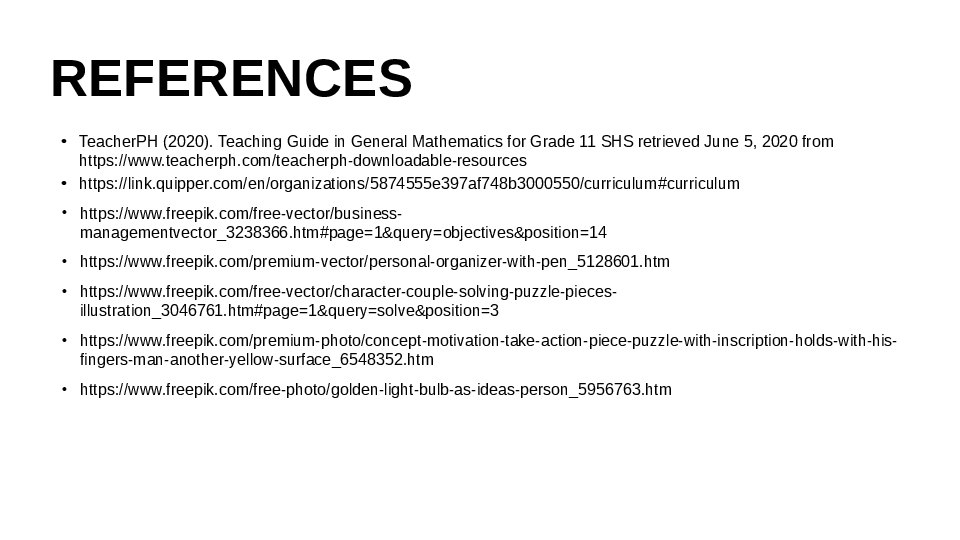 REFERENCES
• TeacherPH (2020). Teaching Guide in General Mathematics for Grade 11 SHS retrieved June 5, 2020 from
https://www.teacherph.com/teacherph-downloadable-resources
• https://link.quipper.com/en/organizations/5874555e397af748b3000550/curriculum#curriculum
• https://www.freepik.com/free-vector/business-
managementvector_3238366.htm#page=1&query=objectives&position=14
• https://www.freepik.com/premium-vector/personal-organizer-with-pen_5128601.htm
• https://www.freepik.com/free-vector/character-couple-solving-puzzle-pieces-
illustration_3046761.htm#page=1&query=solve&position=3
• https://www.freepik.com/premium-photo/concept-motivation-take-action-piece-puzzle-with-inscription-holds-with-his-
fingers-man-another-yellow-surface_6548352.htm
• https://www.freepik.com/free-photo/golden-light-bulb-as-ideas-person_5956763.htm